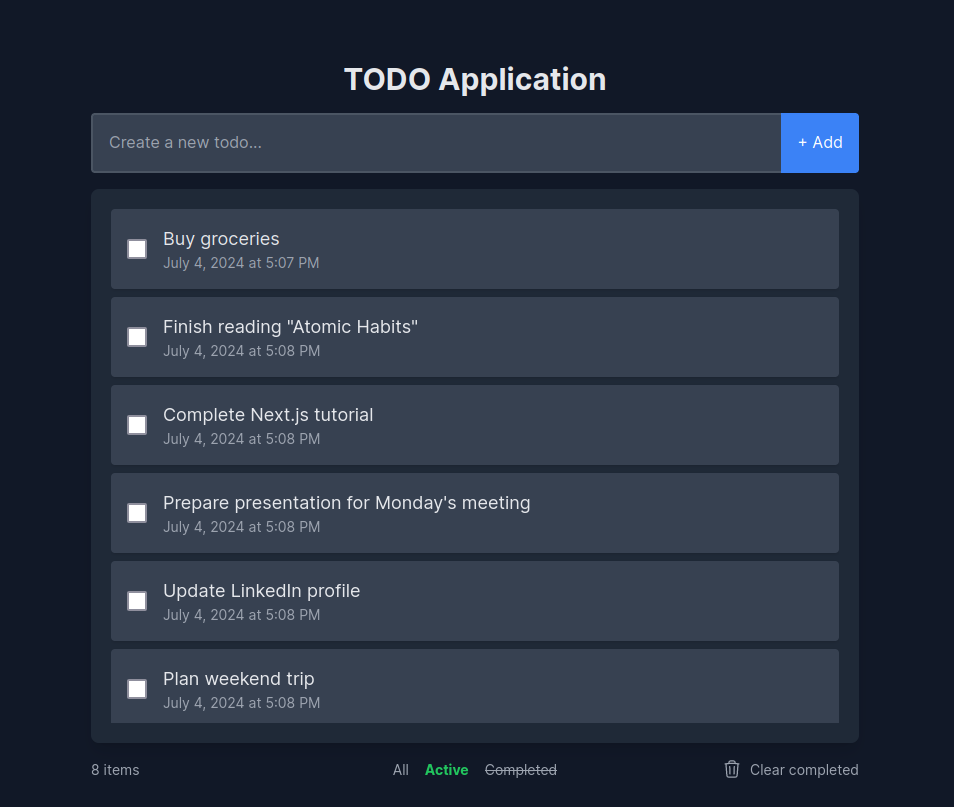 TODO Application
Create a new todo...
+ Add
Buy groceries
July 4, 2024 at 5:07 PM
Finish reading "Atomic Habits"
July 4, 2024 at 5:08 PM
Complete Next.js tutorial
July 4, 2024 at 5:08 PM
Prepare presentation for Monday's meeting
July 4, 2024 at 5:08 PM
Update LinkedIn profile
July 4, 2024 at 5:08 PM
Plan weekend trip
July 4, 2024 at 5:08 PM
8 items All Active Completed Clear completed